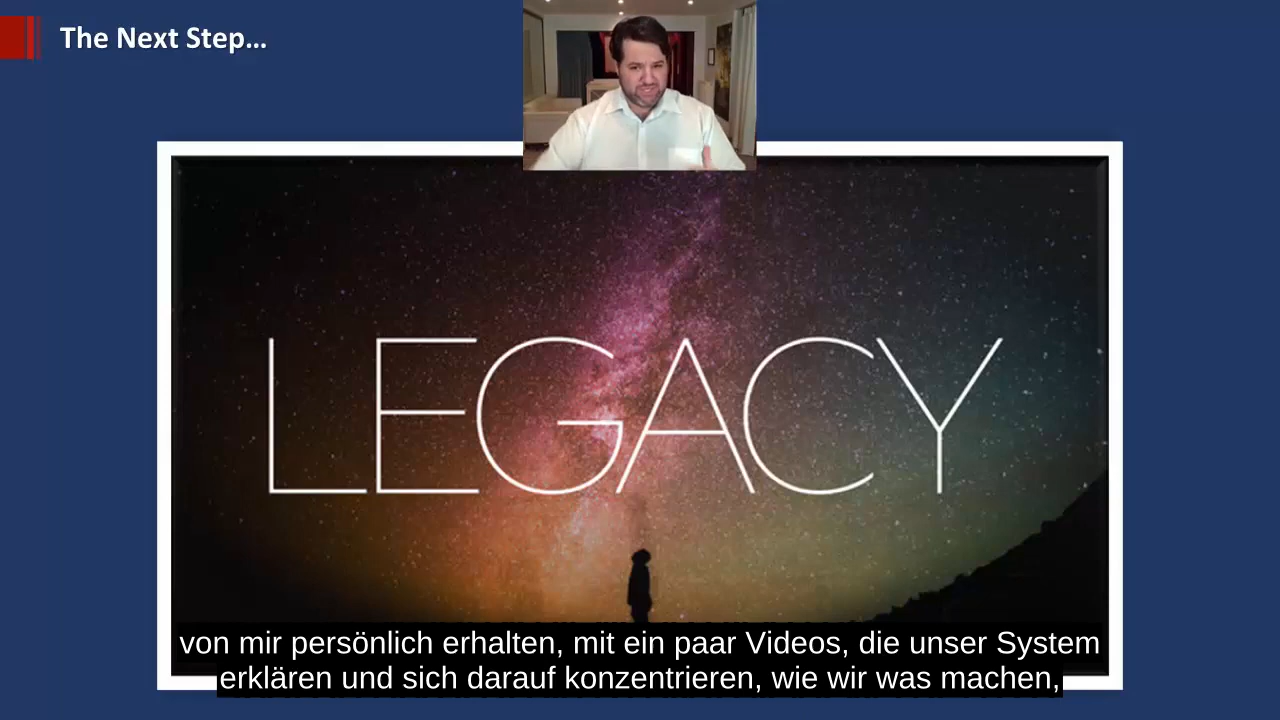 The Next Step...
LEGACY
von mir persönlich erhalten, mit ein paar Videos, die unser System
erklären und sich darauf konzentrieren, wie wir was machen,